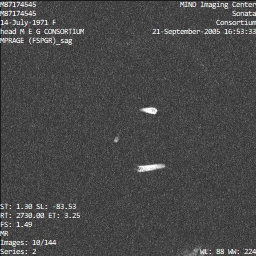 M87174545
M87174545
14-July-1971 F
head M E G CONSORTIUM
MPRAGE (FSPGR)_sag
MIND Imaging Center
Sonata
Consortium
21-September-2005 16:53:33
ST: 1.30 SL: -83.53
RT: 2730.00 ET: 3.25
FS: 1.49
MR
Images: 10/144
Series: 2
WL: 88 WW: 224